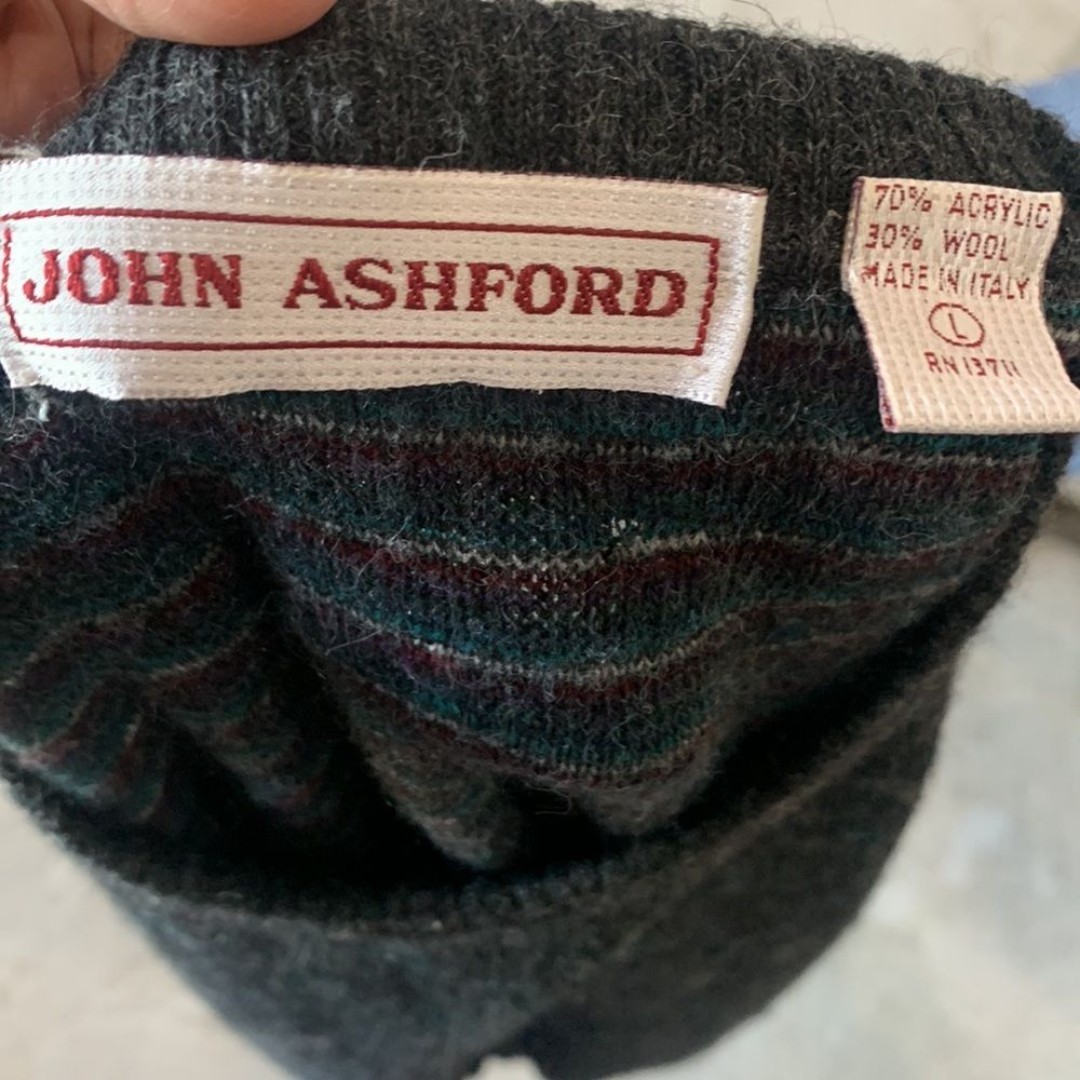 JOHN ASHFORD
70% ACRYLIC
30% WOOL
MADE IN ITALY
L
RN 13711